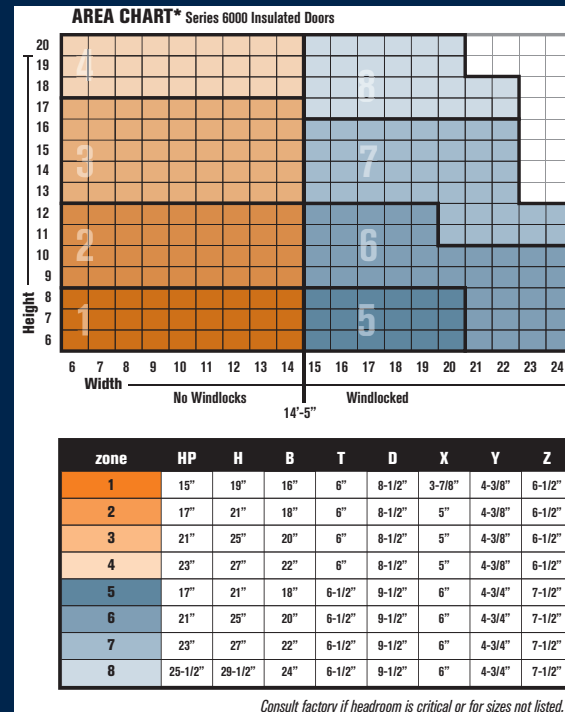 AREA CHART* Series 6000 Insulated Doors
20
19
18
17
16
15
14
13
12
11
10
9
8
7
6
Height
4
3
2
1
8
7
6
5
6 7 8 9 10 11 12 13 14 15 16 17 18 19 20 21 22 23 24
Width
No Windlocks Windlocked
14'-5”
zone HP H B T D X Y Z
1 15” 19” 16” 6” 8-1/2” 3-7/8” 4-3/8” 6-1/2”
2 17” 21” 18” 6” 8-1/2” 5” 4-3/8” 6-1/2”
3 21” 25” 20” 6” 8-1/2” 5” 4-3/8” 6-1/2”
4 23” 27” 22” 6” 8-1/2” 5” 4-3/8” 6-1/2”
5 17” 21” 18” 6-1/2” 9-1/2” 6” 4-3/4” 7-1/2”
6 21” 25” 20” 6-1/2” 9-1/2” 6” 4-3/4” 7-1/2”
7 23” 27” 22” 6-1/2” 9-1/2” 6” 4-3/4” 7-1/2”
8 25-1/2” 29-1/2” 24” 6-1/2” 9-1/2” 6” 4-3/4” 7-1/2”
Consult factory if headroom is critical or for sizes not listed.